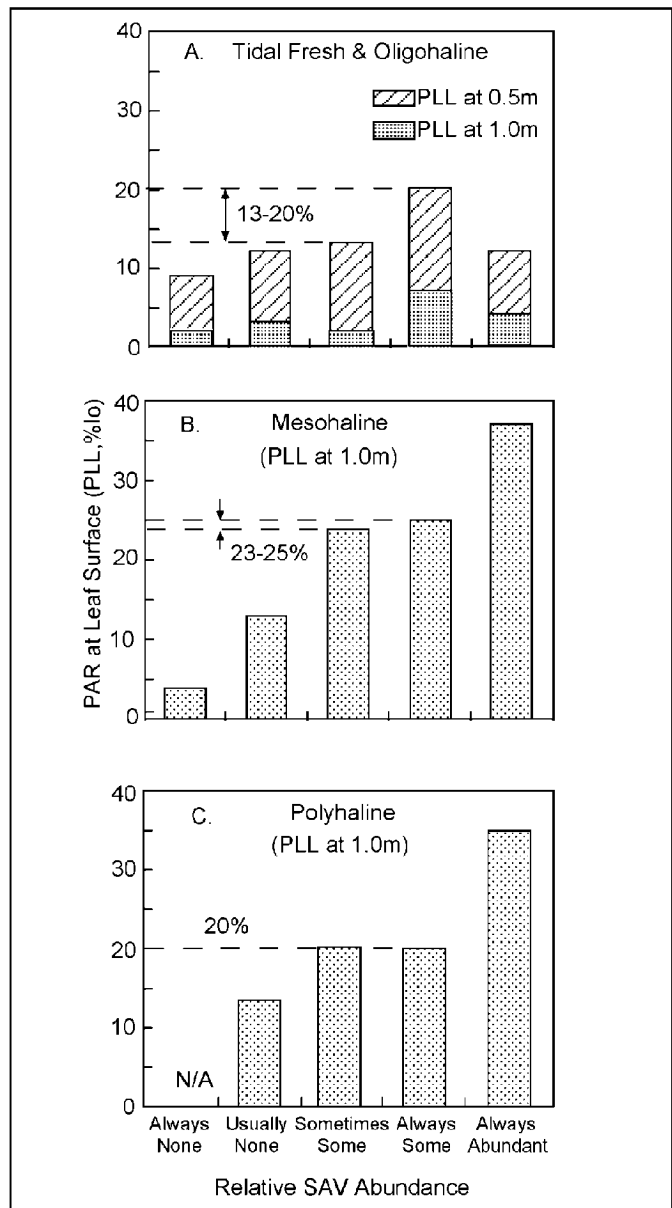 40
A. Tidal Fresh & Oligohaline
PLL at 0.5m
30
PLL at 1.0m
20
13-20%
10
0
40
B. Mesohaline
(PLL at 1.0m)
30
23-25%
20
10
0
PAR at Leaf Surface (PLL,%Io)
40
C. Polyhaline
(PLL at 1.0m)
30
20%
20
10
N/A
0
Always None
Usually None
Sometimes Some
Always Some
Always Abundant
Relative SAV Abundance